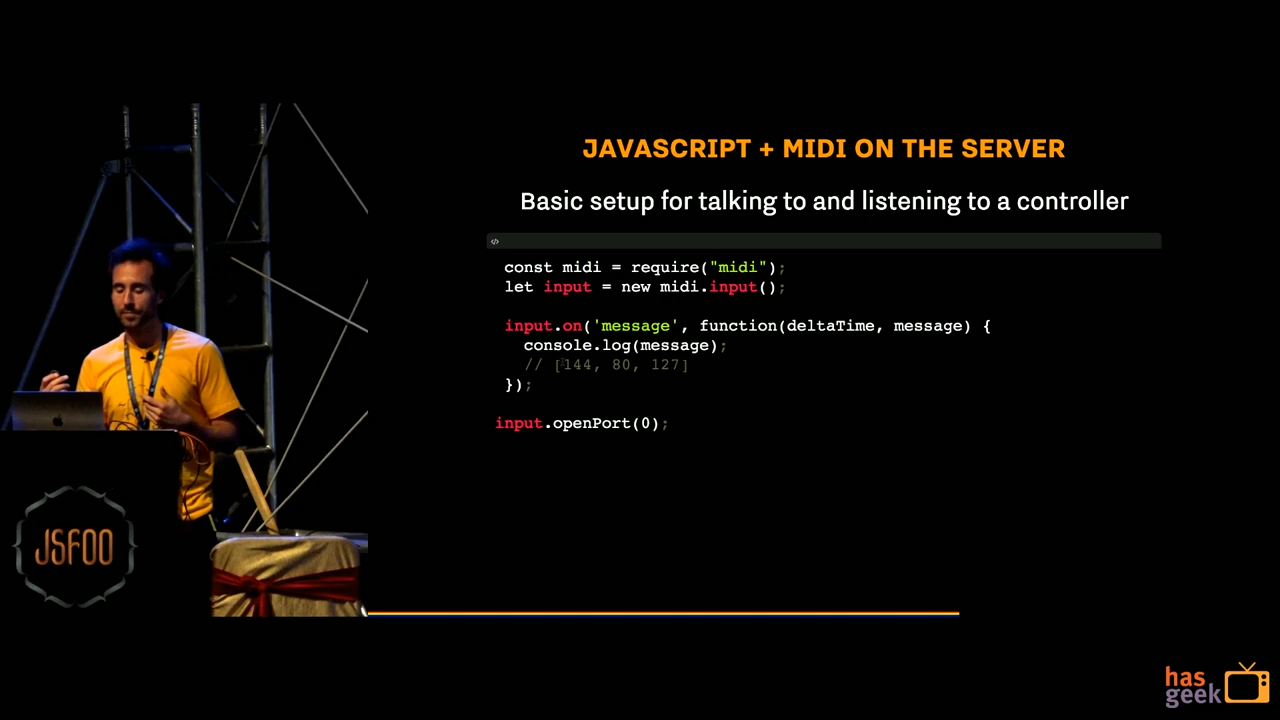 JAVASCRIPT + MIDI ON THE SERVER
Basic setup for talking to and listening to a controller
</>
const midi = require("midi");
let input = new midi.input();
input.on('message', function(deltaTime, message) {
console.log(message);
// [144, 80, 127]
});
input.openPort(0);
JSFOO
has
geek